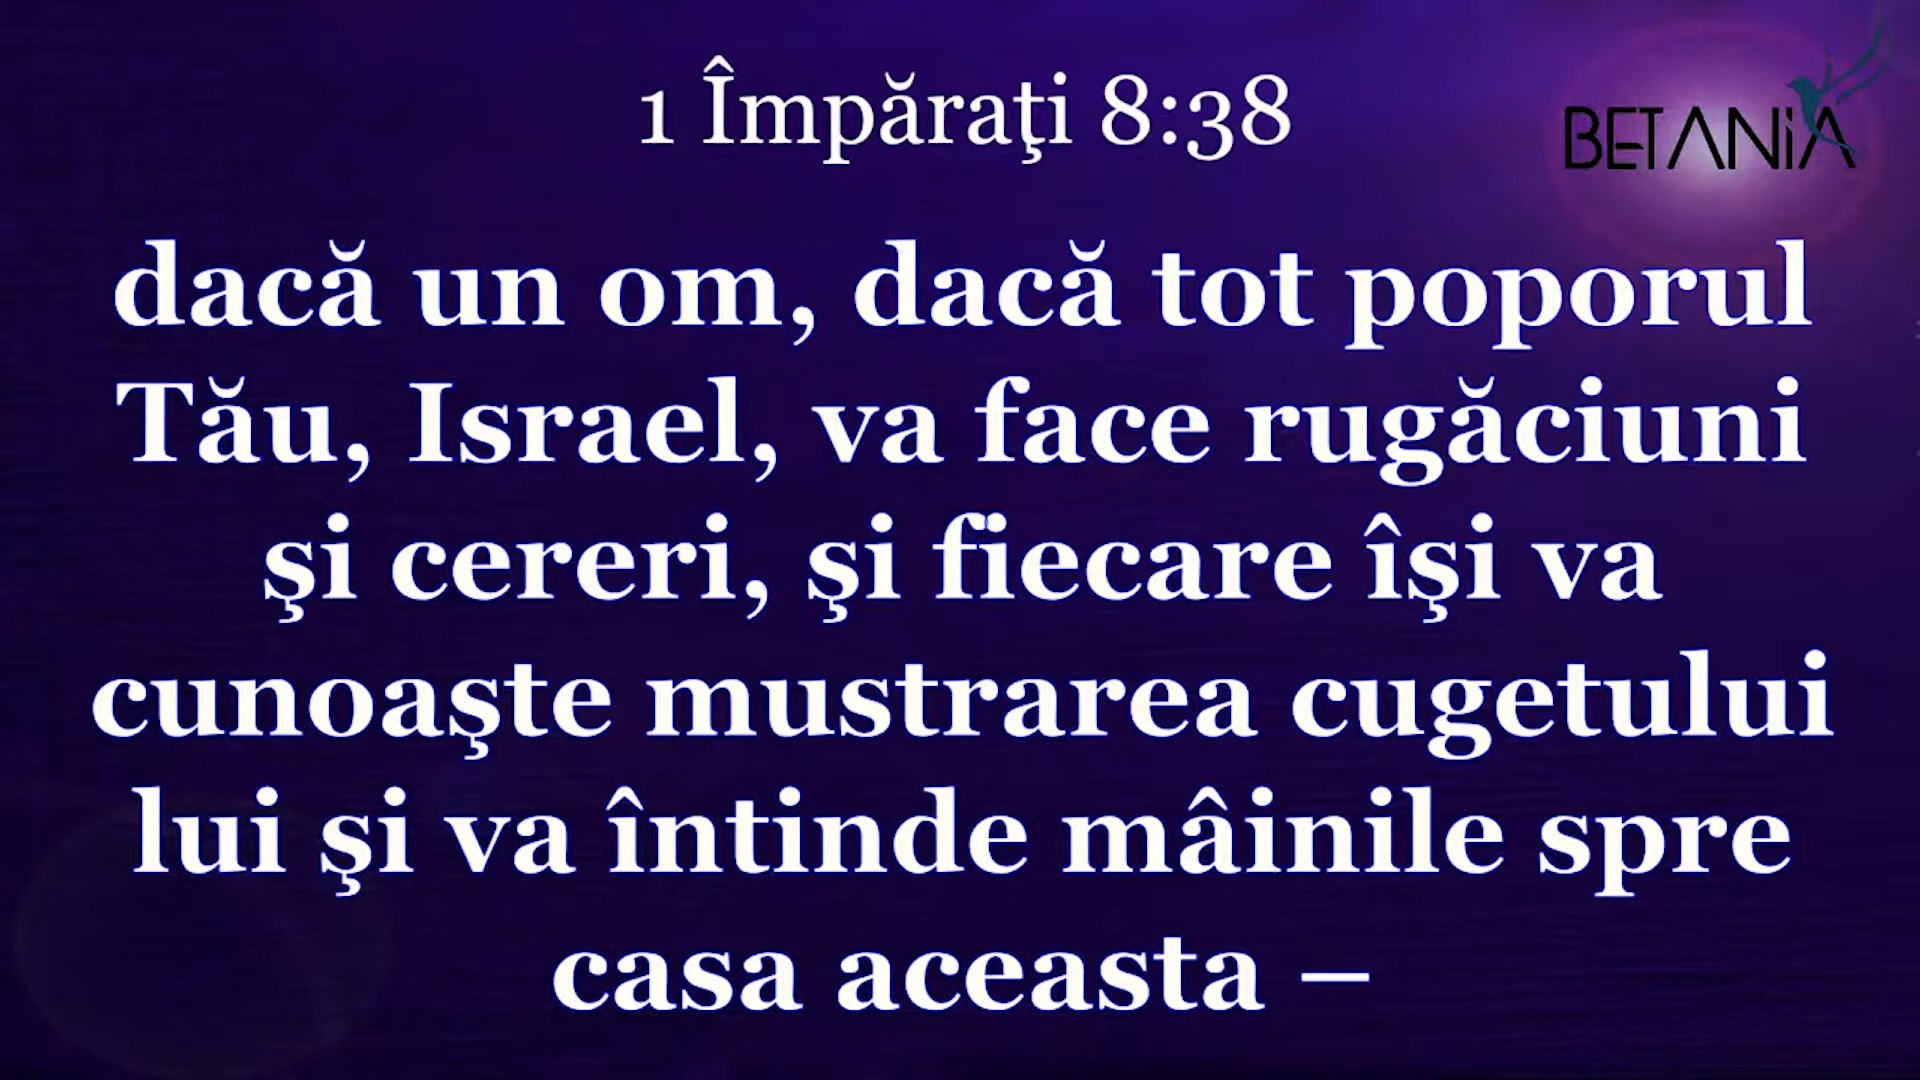 1 Împăraţi 8:38
BETANiA
dacă un om, dacă tot poporul
Tău, Israel, va face rugăciuni
şi cereri, şi fiecare îşi va
cunoaşte mustrarea cugetului
lui şi va întinde mâinile spre
casa aceasta –